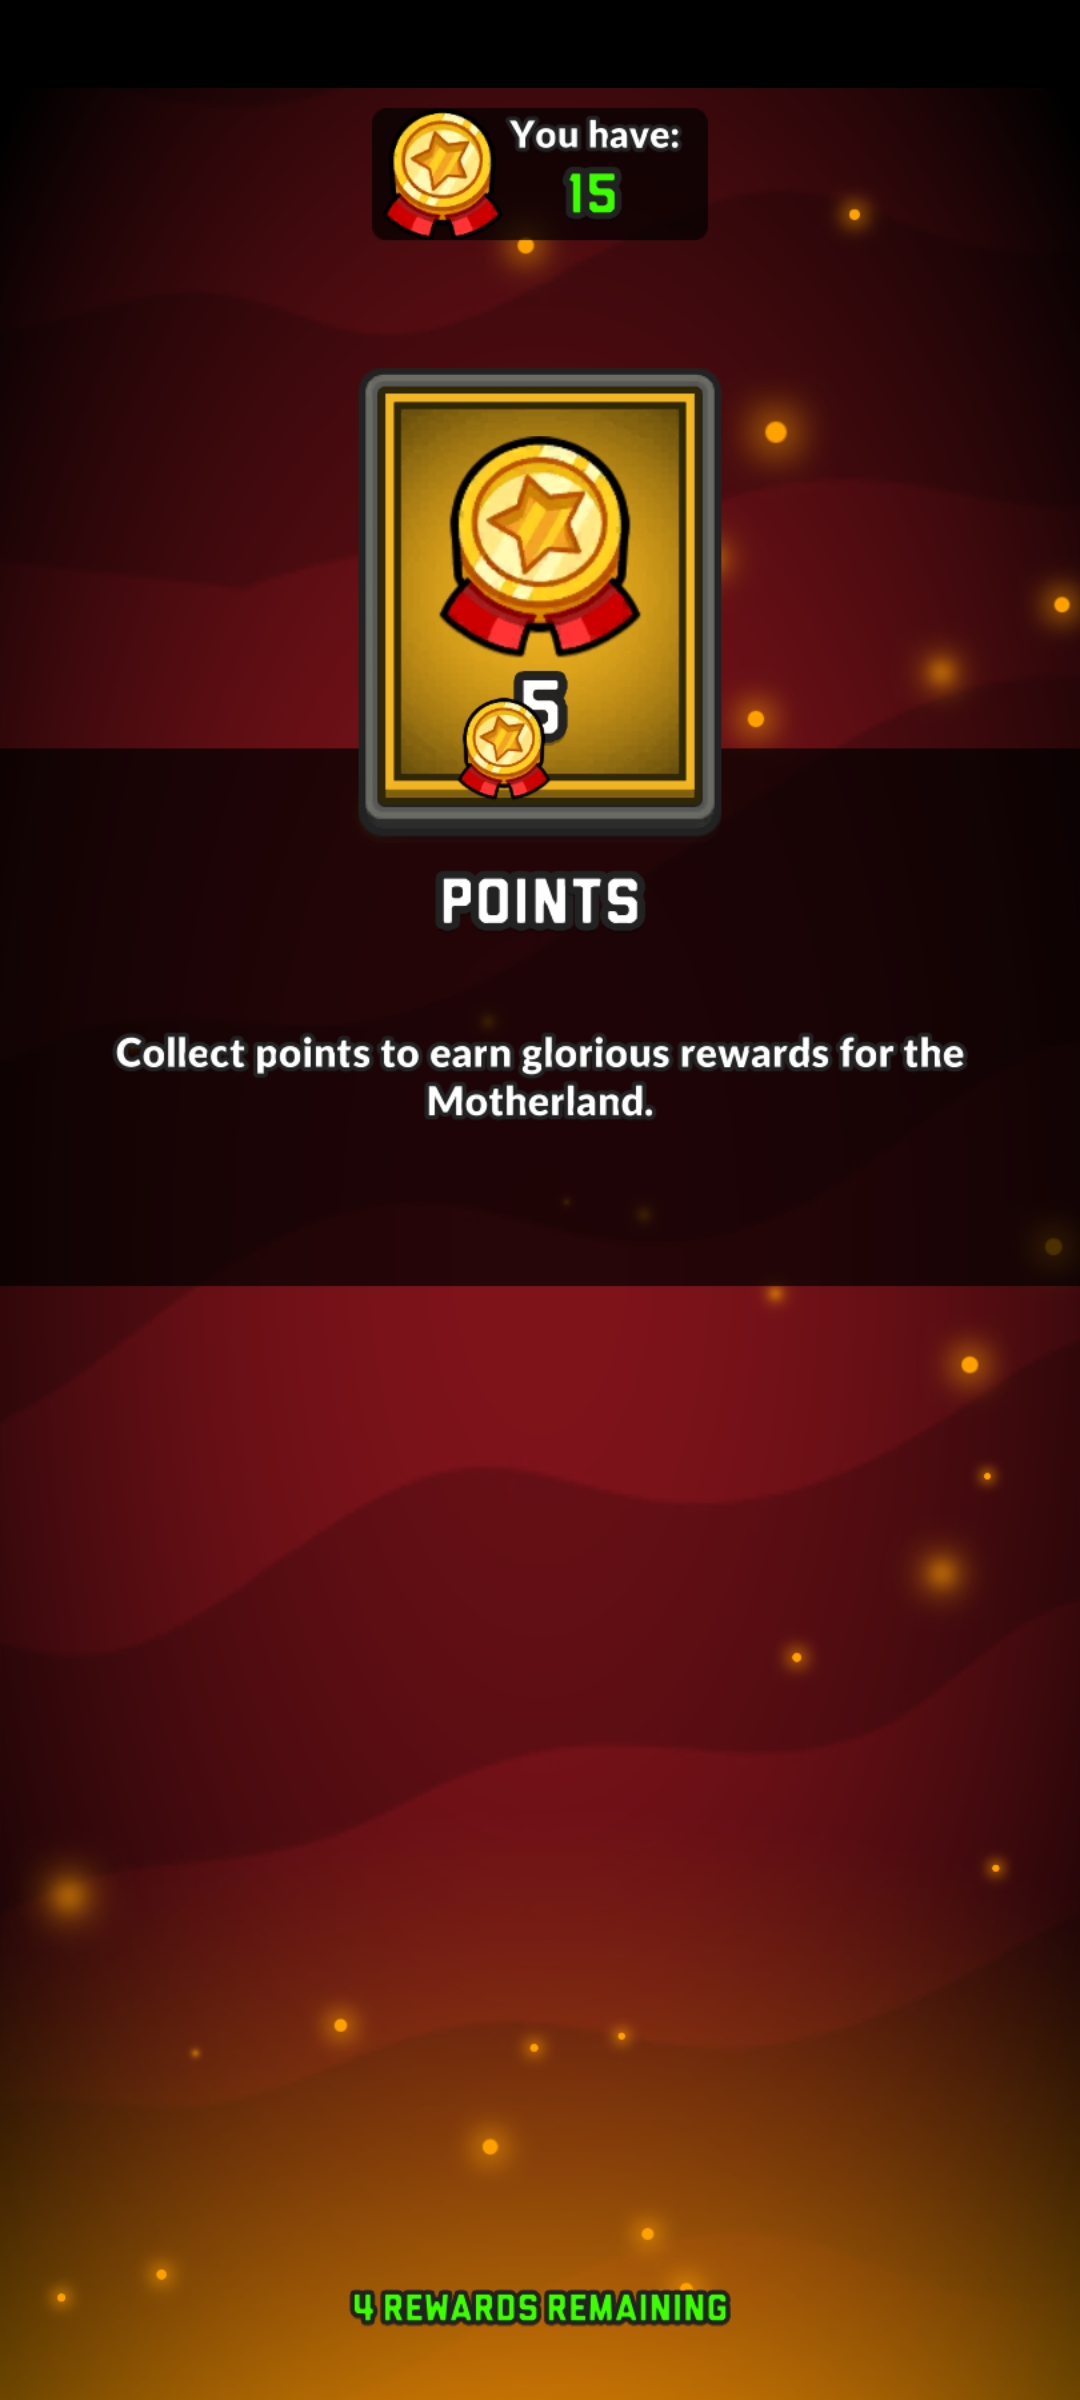 You have:
15
5
POINTS
Collect points to earn glorious rewards for the
Motherland.
4 REWARDS REMAINING